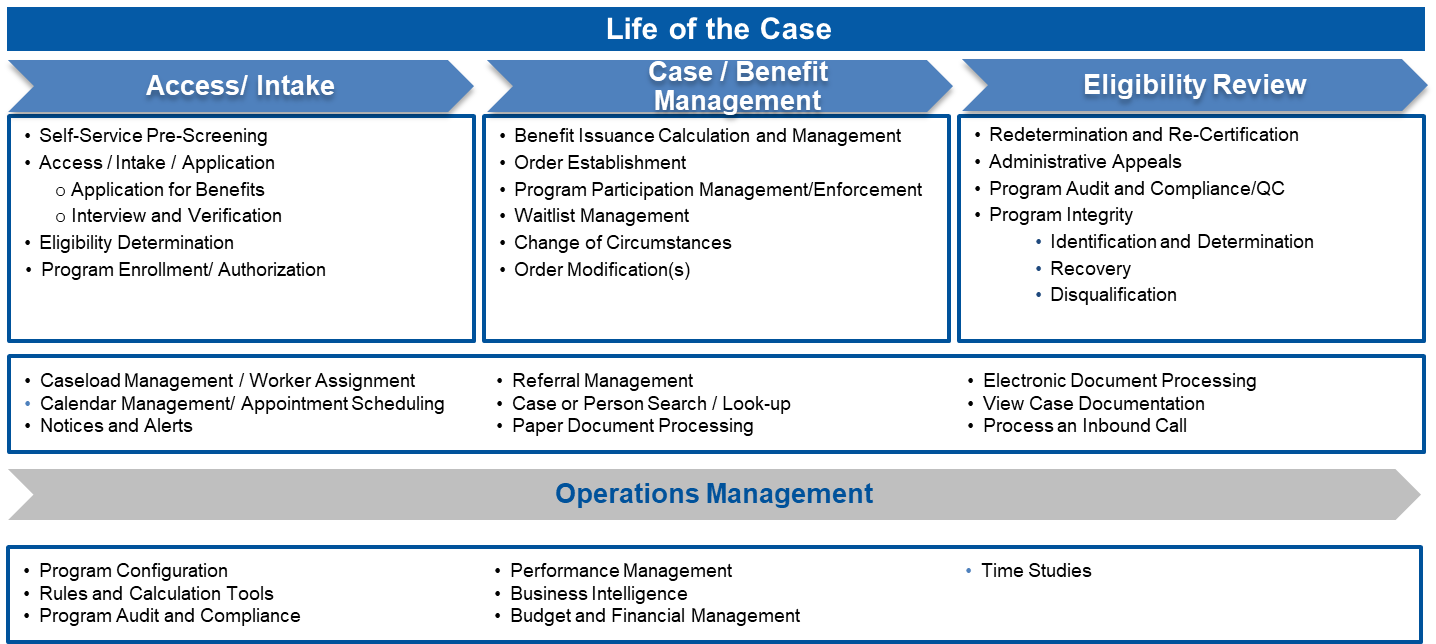 Life of the Case
Access/ Intake
Case / Benefit
Management
Eligibility Review
• Self-Service Pre-Screening
• Access / Intake / Application
o Application for Benefits
o Interview and Verification
• Eligibility Determination
• Program Enrollment/ Authorization
• Benefit Issuance Calculation and Management
• Order Establishment
• Program Participation Management/Enforcement
• Waitlist Management
• Change of Circumstances
• Order Modification(s)
• Redetermination and Re-Certification
• Administrative Appeals
• Program Audit and Compliance/QC
• Program Integrity
• Identification and Determination
• Recovery
• Disqualification
• Caseload Management / Worker Assignment
• Calendar Management/ Appointment Scheduling
• Notices and Alerts
• Referral Management
• Case or Person Search / Look-up
• Paper Document Processing
• Electronic Document Processing
• View Case Documentation
• Process an Inbound Call
Operations Management
• Program Configuration
• Rules and Calculation Tools
• Program Audit and Compliance
• Performance Management
• Business Intelligence
• Budget and Financial Management
• Time Studies